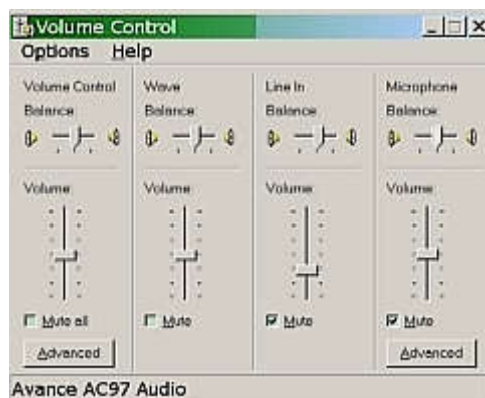 Volume Control
Options Help
Volume Control Wave Line In Microphone
Balance Balance Balance Balance
Volume Volume Volume Volume
Mute all Mute Mute Mute
Advanced Advanced
Avance AC97 Audio